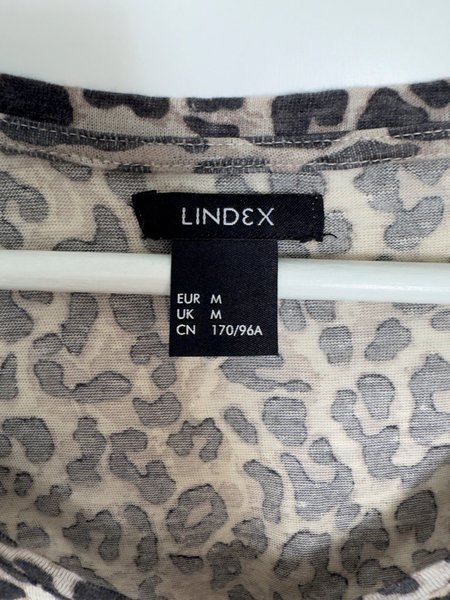 LINDEX
EUR M
UK M
CN 170/96A